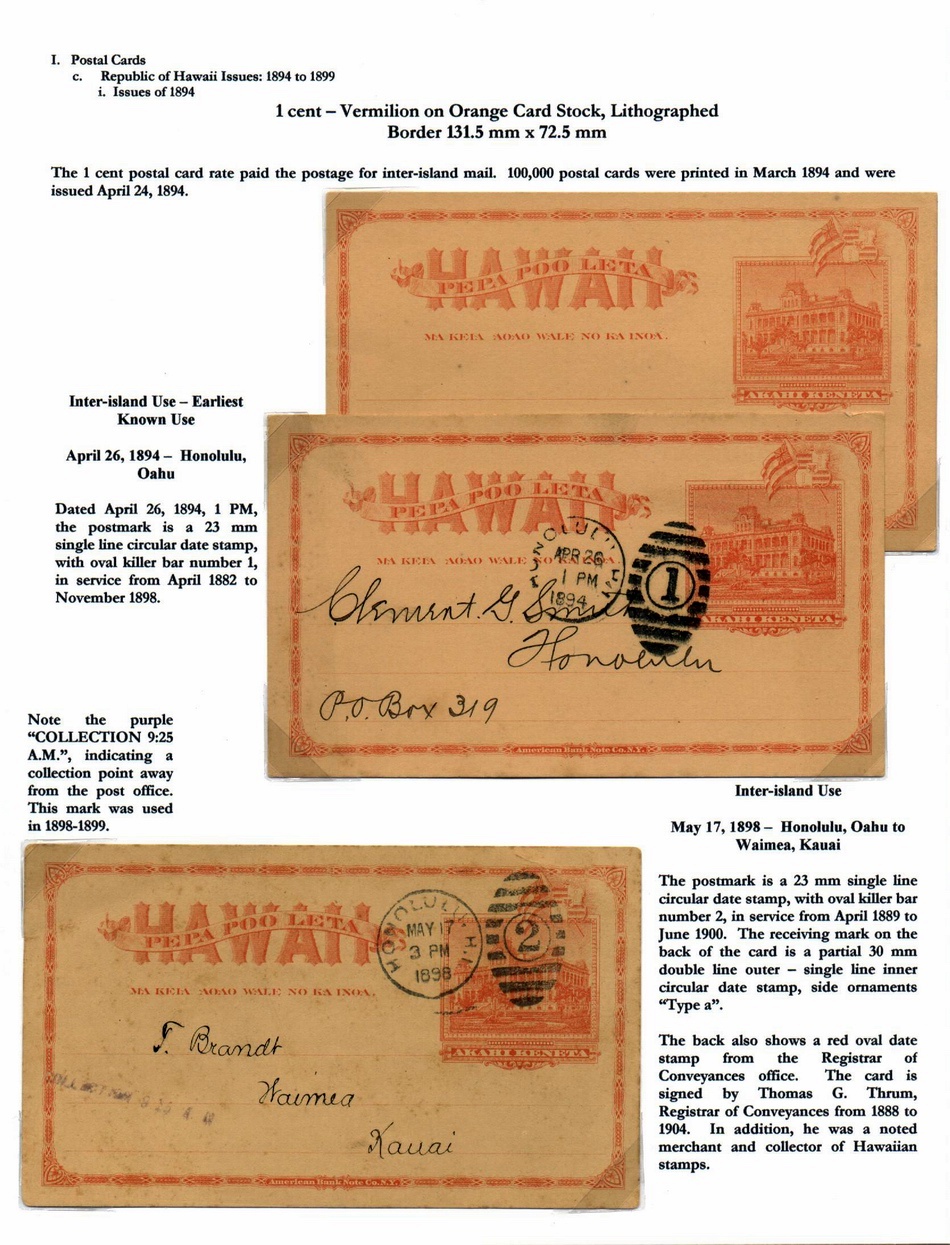 I. Postal Cards
c. Republic of Hawaii Issues: 1894 to 1899
i. Issues of 1894
1 cent – Vermilion on Orange Card Stock, Lithographed
Border 131.5 mm x 72.5 mm
The 1 cent postal card rate paid the postage for inter-island mail. 100,000 postal cards were printed in March 1894 and were
issued April 24, 1894.
HAWAII
PEPA POO LETA
MA KEIA AOAO WALE NO KA INOA.
AKAHI KENETA
Inter-island Use – Earliest
Known Use
April 26, 1894 – Honolulu,
Oahu
Dated April 26, 1894, 1 PM,
the postmark is a 23 mm
single line circular date stamp,
with oval killer bar number 1,
in service from April 1882 to
November 1898.
HAWAII
PEPA POO LETA
MA KEIA AOAO WALE NO KA INOA.
HONOLULU
APR 26
1 PM
1894
1
AKAHI KENETA
Clement. G. Smith
Honolulu
P.O. Box 319
American Bank Note Co. N.Y.
Note the purple
“COLLECTION 9:25
A.M.”, indicating a
collection point away
from the post office.
This mark was used
in 1898-1899.
Inter-island Use
May 17, 1898 – Honolulu, Oahu to
Waimea, Kauai
The postmark is a 23 mm single line
circular date stamp, with oval killer bar
number 2, in service from April 1889 to
June 1900. The receiving mark on the
back of the card is a partial 30 mm
double line outer – single line inner
circular date stamp, side ornaments
“Type a”.
The back also shows a red oval date
stamp from the Registrar of
Conveyances office. The card is
signed by Thomas G. Thrum,
Registrar of Conveyances from 1888 to
1904. In addition, he was a noted
merchant and collector of Hawaiian
stamps.
HAWAII
PEPA POO LETA
MA KEIA AOAO WALE NO KA INOA.
HONOLULU H.I.
MAY 17
3 PM
1898
2
AKAHI KENETA
F. Brandt
Waimea
Kauai
COLLECTION 9 25 A M
American Bank Note Co. N.Y.